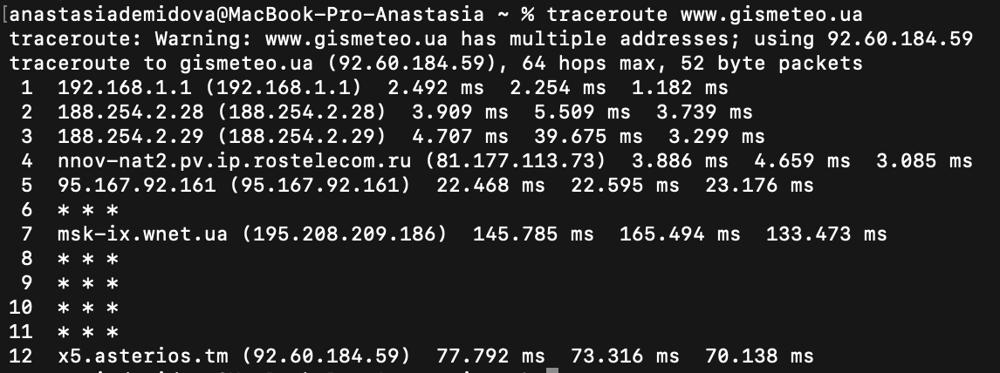 [anastasiademidova@MacBook-Pro-Anastasia ~ % traceroute www.gismeteo.ua
traceroute: Warning: www.gismeteo.ua has multiple addresses; using 92.60.184.59
traceroute to gismeteo.ua (92.60.184.59), 64 hops max, 52 byte packets
1 192.168.1.1 (192.168.1.1) 2.492 ms 2.254 ms 1.182 ms
2 188.254.2.28 (188.254.2.28) 3.909 ms 5.509 ms 3.739 ms
3 188.254.2.29 (188.254.2.29) 4.707 ms 39.675 ms 3.299 ms
4 nnov-nat2.pv.ip.rostelecom.ru (81.177.113.73) 3.886 ms 4.659 ms 3.085 ms
5 95.167.92.161 (95.167.92.161) 22.468 ms 22.595 ms 23.176 ms
6 * * *
7 msk-ix.wnet.ua (195.208.209.186) 145.785 ms 165.494 ms 133.473 ms
8 * * *
9 * * *
10 * * *
11 * * *
12 x5.asterios.tm (92.60.184.59) 77.792 ms 73.316 ms 70.138 ms